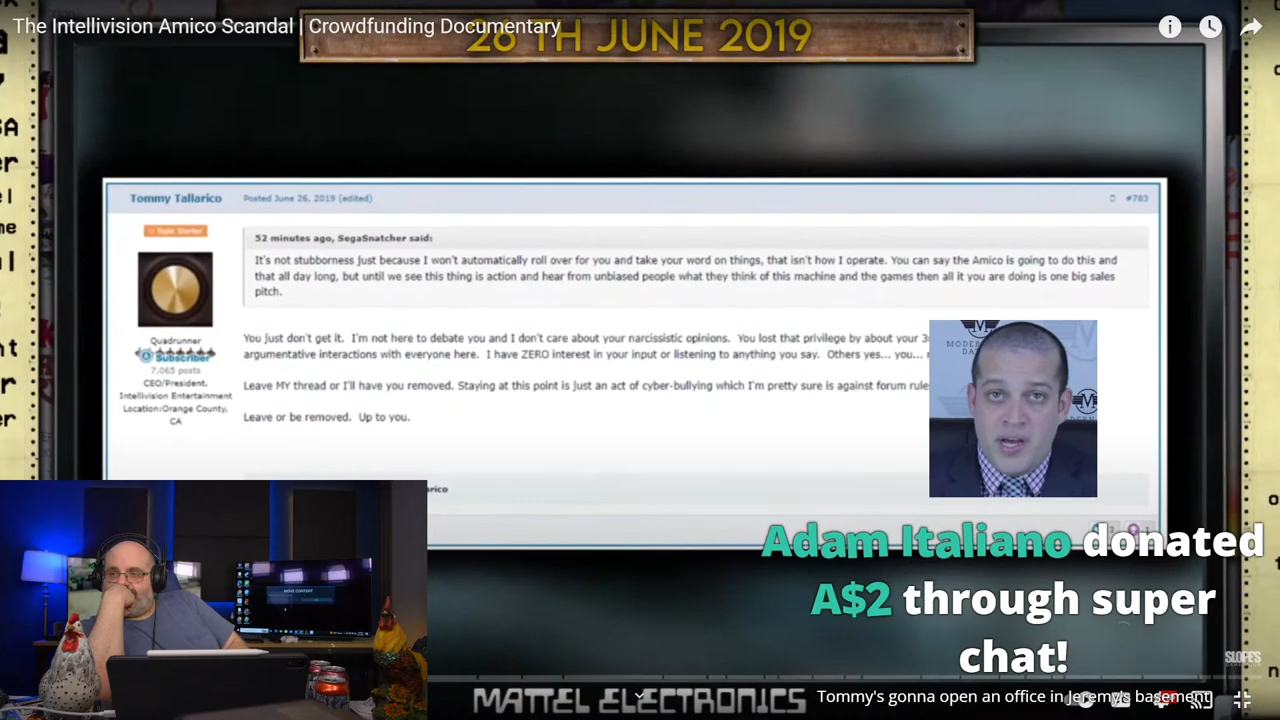 The Intellivision Amico Scandal | Crowdfunding Documentary
26 TH JUNE 2019
Tommy Tallarico
Posted June 26, 2019 (edited)
#783
Topic Starter
52 minutes ago, SegaSnatcher said:
It's not stubborness just because I won't automatically roll over for you and take your word on things, that isn't how I operate. You can say the Amico is going to do this and
that all day long, but until we see this thing is action and hear from unbiased people what they think of this machine and the games then all it you are doing is one big sales
pitch.
Quadrunner
Subscriber
7,065 posts
CEO/President,
Intellivision Entertainment
Location:Orange County,
CA
You just don't get it. I'm not here to debate you and I don't care about your narcissistic opinions. You lost that privilege by about your
argumentative interactions with everyone here. I have ZERO interest in your input or listening to anything you say. Others yes... you...
Leave MY thread or I'll have you removed. Staying at this point is just an act of cyber-bullying which I'm pretty sure is against forum rule
Leave or be removed. Up to you.
arico
MODER
DA
Adam Italiano donated
A$2 through super
chat!
MOVE CONTENT
SLOPE'S
MATTEL ELECTRONICS
Tommy's gonna open an office in Jeremy's basement